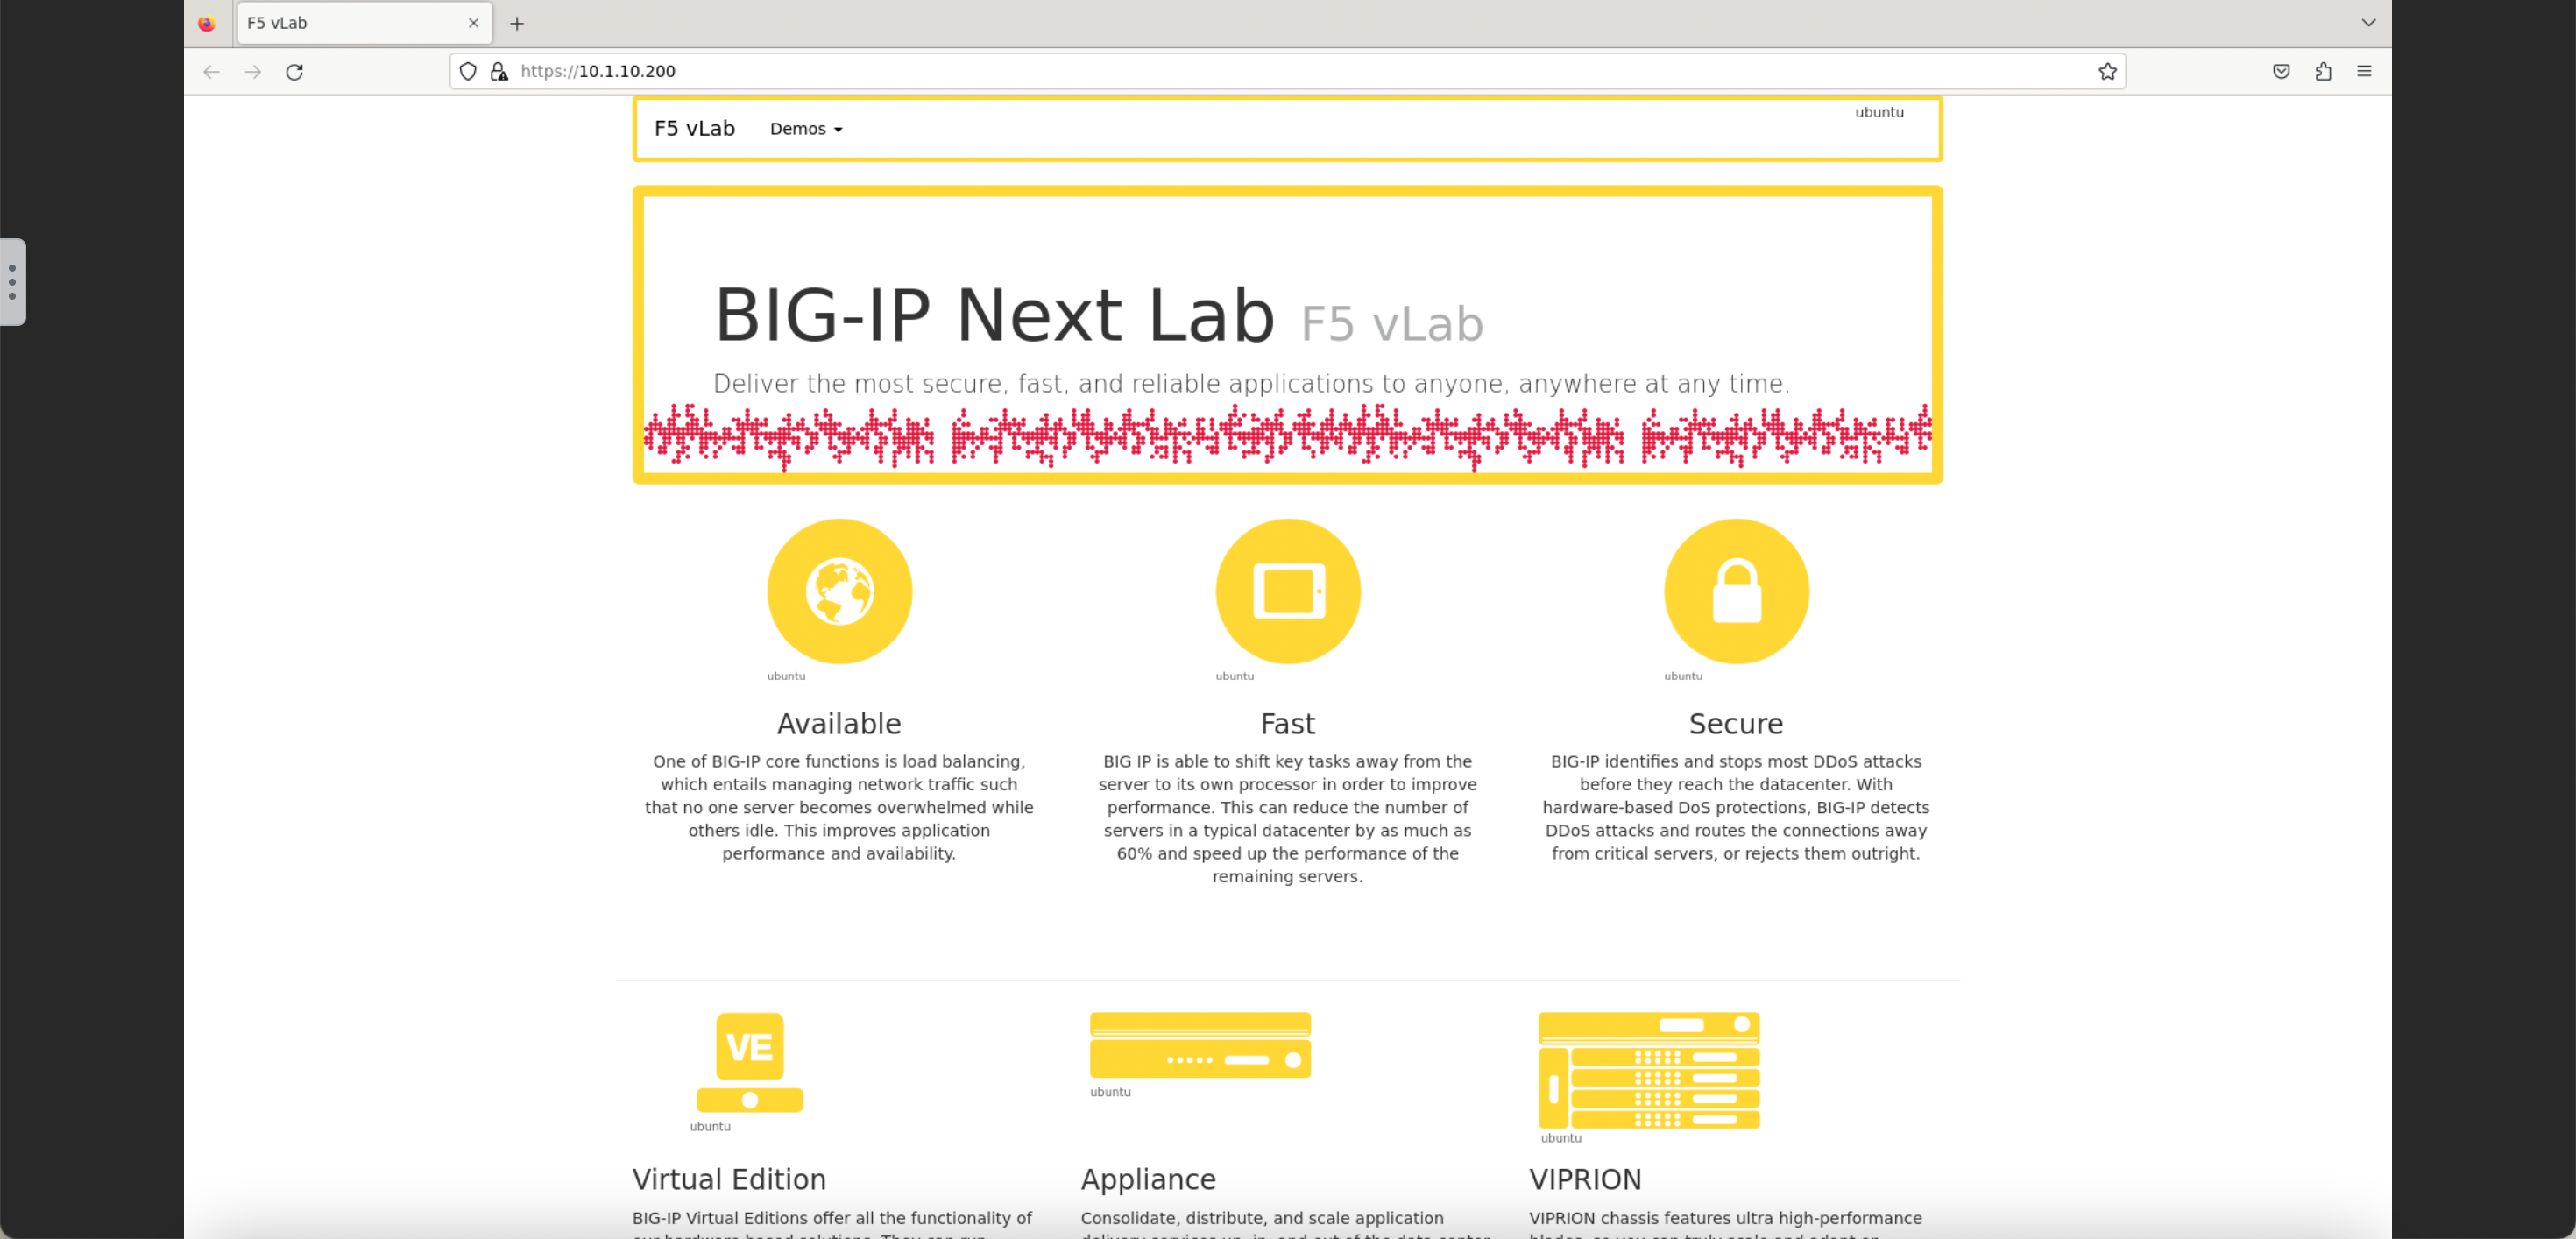 F5 vLab
https://10.1.10.200
F5 vLab
Demos
ubuntu
BIG-IP Next Lab F5 vLab
Deliver the most secure, fast, and reliable applications to anyone, anywhere at any time.
ubuntu
Available
One of BIG-IP core functions is load balancing,
which entails managing network traffic such
that no one server becomes overwhelmed while
others idle. This improves application
performance and availability.
ubuntu
Fast
BIG IP is able to shift key tasks away from the
server to its own processor in order to improve
performance. This can reduce the number of
servers in a typical datacenter by as much as
60% and speed up the performance of the
remaining servers.
ubuntu
Secure
BIG-IP identifies and stops most DDoS attacks
before they reach the datacenter. With
hardware-based DoS protections, BIG-IP detects
DDoS attacks and routes the connections away
from critical servers, or rejects them outright.
VE
ubuntu
Virtual Edition
BIG-IP Virtual Editions offer all the functionality of
ubuntu
Appliance
Consolidate, distribute, and scale application
ubuntu
VIPRION
VIPRION chassis features ultra high-performance